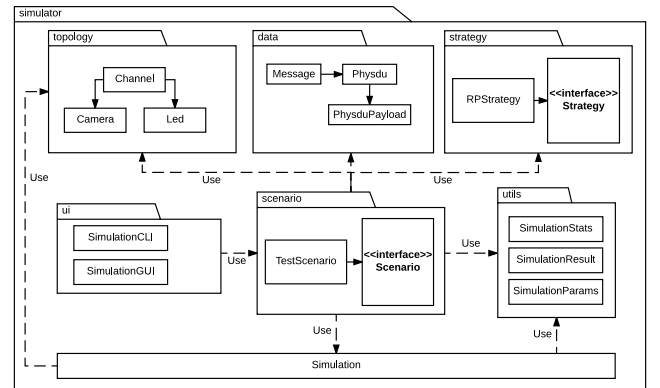 simulator
topology
data
strategy
Channel
Camera
Led
Message
Physdu
PhysduPayload
RPStrategy
<<interface>>
Strategy
Use
Use
Use
Use
ui
SimulationCLI
SimulationGUI
Use
scenario
TestScenario
<<interface>>
Scenario
Use
utils
SimulationStats
SimulationResult
SimulationParams
Use
Use
Simulation